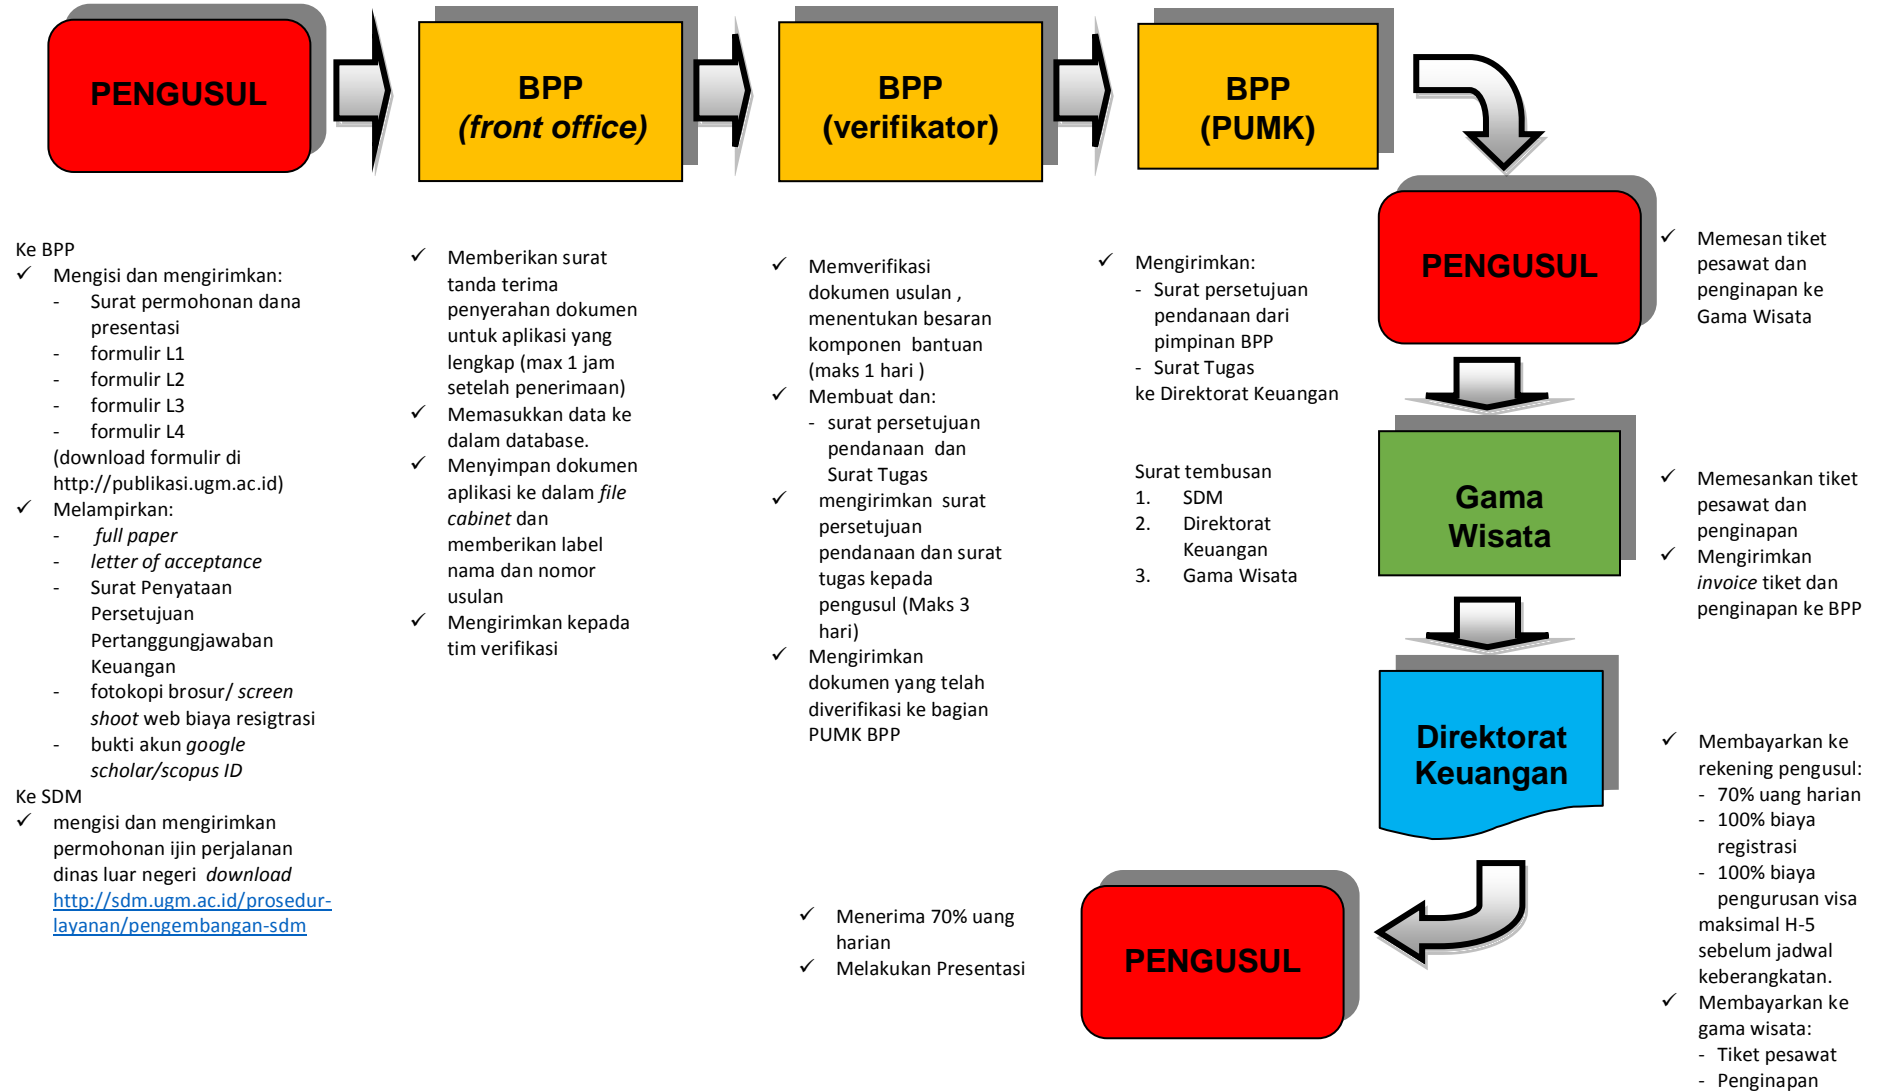 PENGUSUL
BPP
(front office)
BPP
(verifikator)
BPP
(PUMK)
Ke BPP
✓ Mengisi dan mengirimkan:
- Surat permohonan dana
presentasi
- formulir L1
- formulir L2
- formulir L3
- formulir L4
(download formulir di
http://publikasi.ugm.ac.id)
✓ Melampirkan:
- full paper
- letter of acceptance
- Surat Penyataan
Persetujuan
Pertanggungjawaban
Keuangan
- fotokopi brosur/ screen
shoot web biaya resigtrasi
- bukti akun google
scholar/scopus ID
Ke SDM
✓ mengisi dan mengirimkan
permohonan ijin perjalanan
dinas luar negeri download
http://sdm.ugm.ac.id/prosedur-
layanan/pengembangan-sdm
✓ Memberikan surat
tanda terima
penyerahan dokumen
untuk aplikasi yang
lengkap (max 1 jam
setelah penerimaan)
✓ Memasukkan data ke
dalam database.
✓ Menyimpan dokumen
aplikasi ke dalam file
cabinet dan
memberikan label
nama dan nomor
usulan
✓ Mengirimkan kepada
tim verifikasi
✓ Memverifikasi
dokumen usulan ,
menentukan besaran
komponen bantuan
(maks 1 hari )
✓ Membuat dan:
- surat persetujuan
pendanaan dan
Surat Tugas
✓ mengirimkan surat
persetujuan
pendanaan dan surat
tugas kepada
pengusul (Maks 3
hari)
✓ Mengirimkan
dokumen yang telah
diverifikasi ke bagian
PUMK BPP
✓ Mengirimkan:
- Surat persetujuan
pendanaan dari
pimpinan BPP
- Surat Tugas
ke Direktorat Keuangan
Surat tembusan
1. SDM
2. Direktorat
Keuangan
3. Gama Wisata
PENGUSUL
✓ Memesan tiket
pesawat dan
penginapan ke
Gama Wisata
Gama
Wisata
✓ Memesankan tiket
pesawat dan
penginapan
✓ Mengirimkan
invoice tiket dan
penginapan ke BPP
Direktorat
Keuangan
✓ Membayarkan ke
rekening pengusul:
- 70% uang harian
- 100% biaya
registrasi
- 100% biaya
pengurusan visa
maksimal H-5
sebelum jadwal
keberangkatan.
✓ Membayarkan ke
gama wisata:
- Tiket pesawat
- Penginapan
PENGUSUL
✓ Menerima 70% uang
harian
✓ Melakukan Presentasi